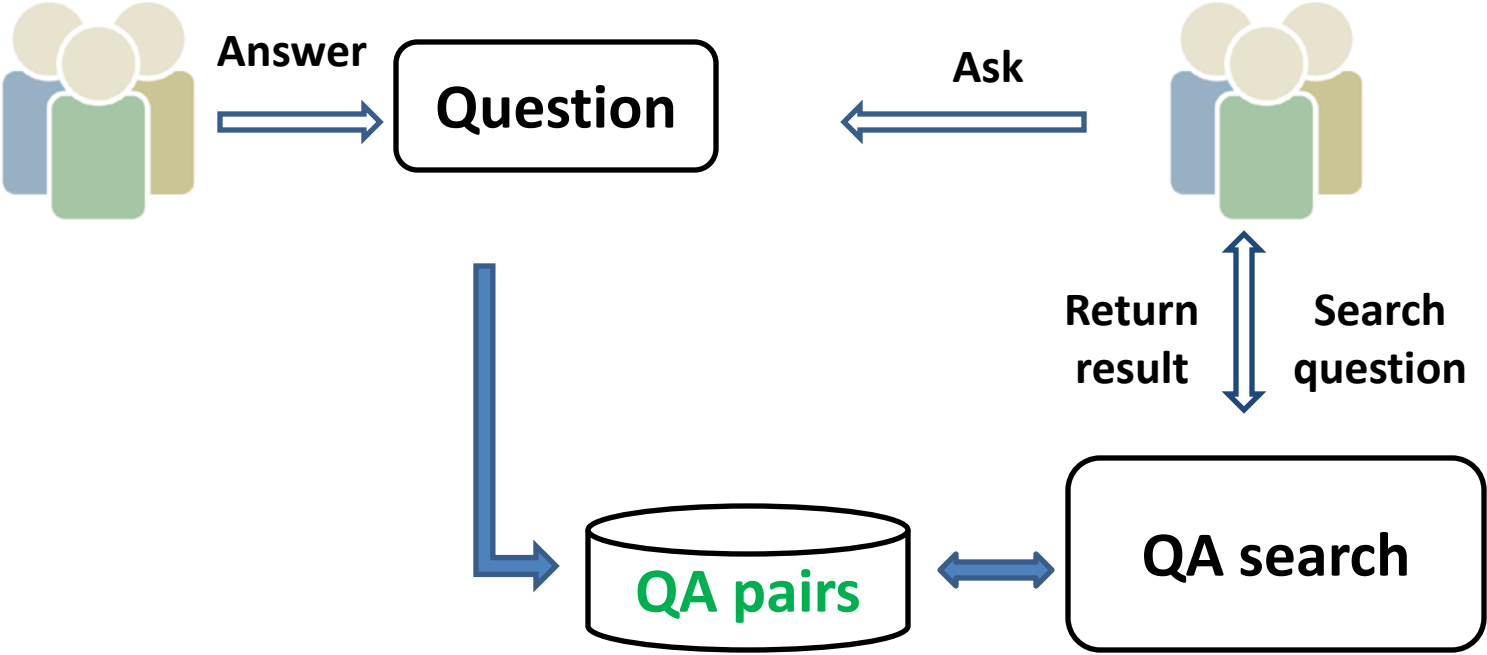 Answer
Question
Ask
Return
result
Search
question
QA pairs
QA search